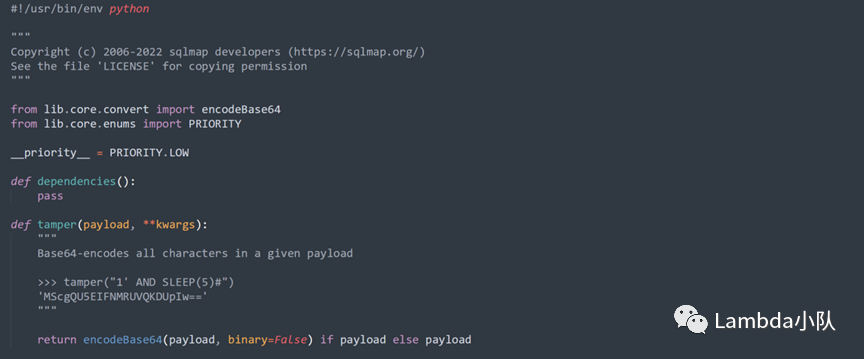 #!/usr/bin/env python
"""
Copyright (c) 2006-2022 sqlmap developers (https://sqlmap.org/)
See the file 'LICENSE' for copying permission
"""
from lib.core.convert import encodeBase64
from lib.core.enums import PRIORITY
__priority__ = PRIORITY.LOW
def dependencies():
    pass
def tamper(payload, **kwargs):
    """
    Base64-encodes all characters in a given payload
    >>> tamper("1' AND SLEEP(5)#")
    'MScgQU5EIFNMRUVQKDUpIw=='
    """
    return encodeBase64(payload, binary=False) if payload else payload
Lambda小队